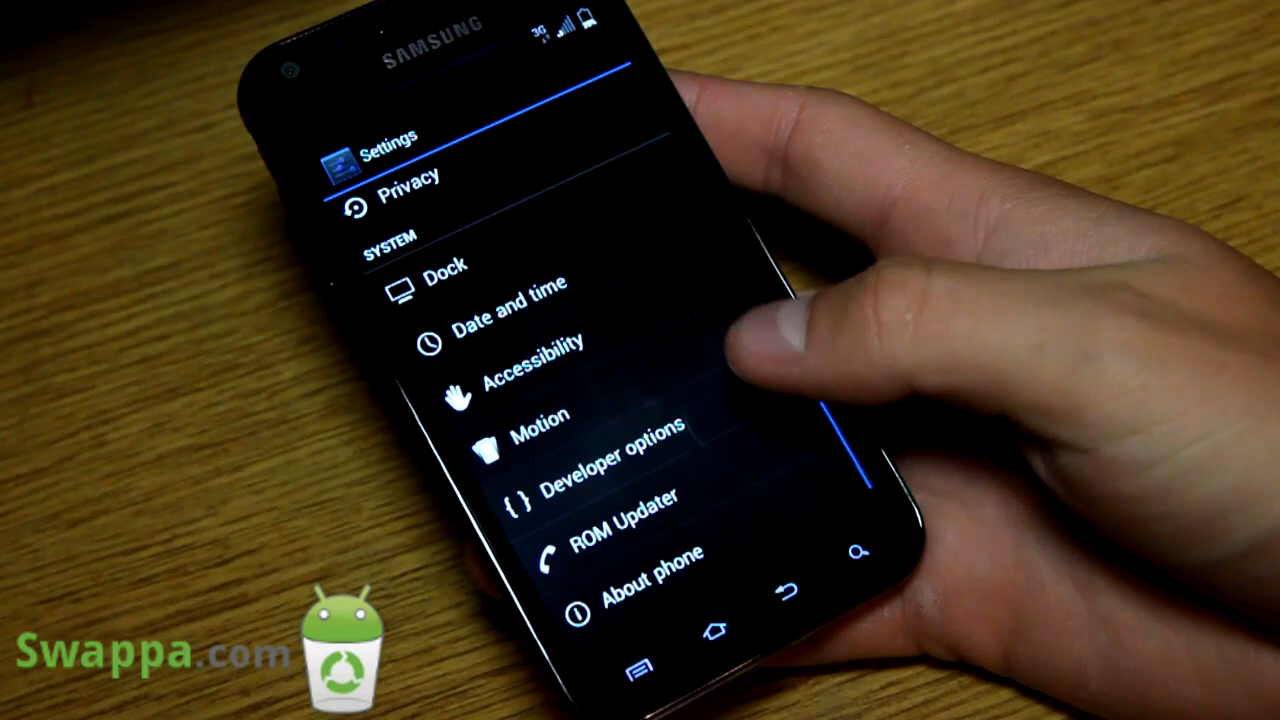 SAMSUNG
3G
Settings
Privacy
SYSTEM
Dock
Date and time
Accessibility
Motion
{ } Developer options
ROM Updater
About phone
Swappa.com